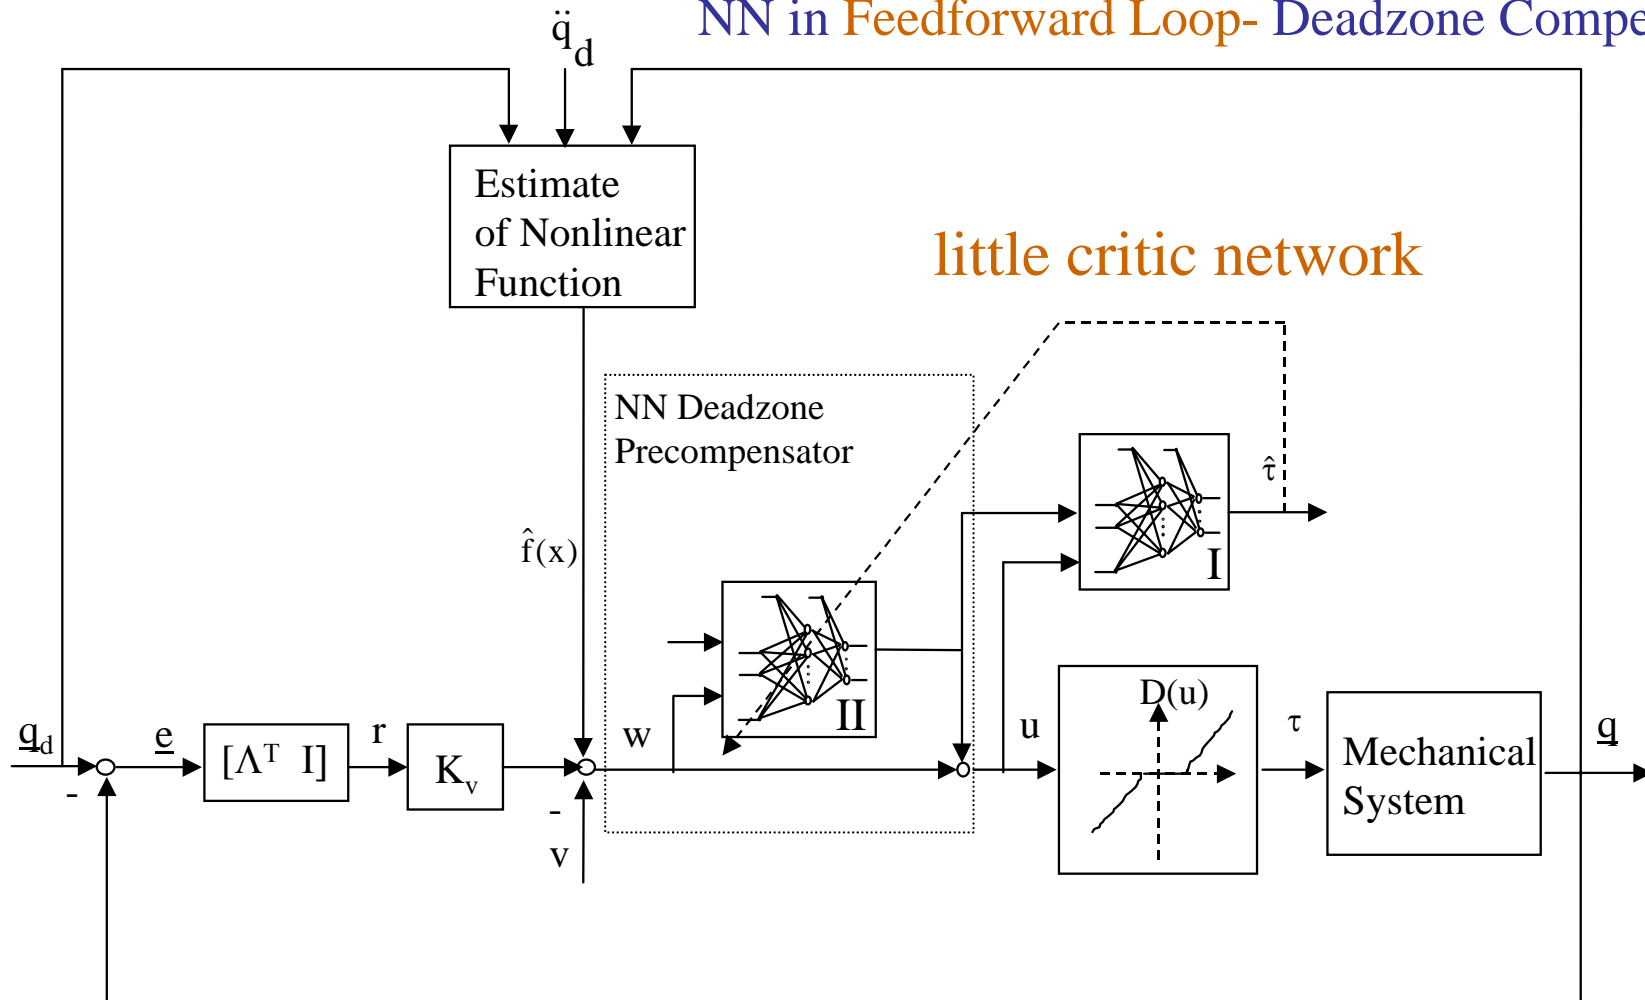 NN in Feedforward Loop- Deadzone Compe
q̈d
Estimate
of Nonlinear
Function
little critic network
NN Deadzone
Precompensator
τ̂
I
f̂(x)
II
D(u)
qd
e
[Λᵀ I]
r
Kv
w
u
τ
Mechanical
System
q
-
-
v